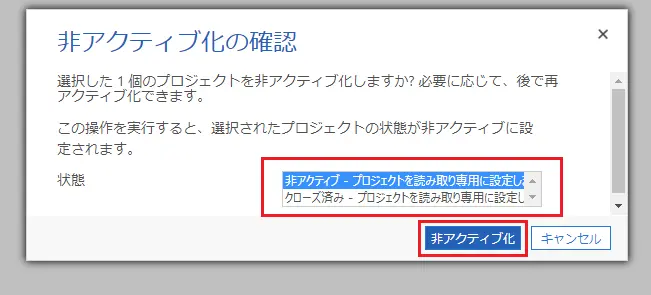 非アクティブ化の確認
選択した 1 個のプロジェクトを非アクティブ化しますか? 必要に応じて、後で再
アクティブ化できます。
この操作を実行すると、選択されたプロジェクトの状態が非アクティブに設
定されます。
状態
非アクティブ - プロジェクトを読み取り専用に設定し
クローズ済み - プロジェクトを読み取り専用に設定し
非アクティブ化
キャンセル